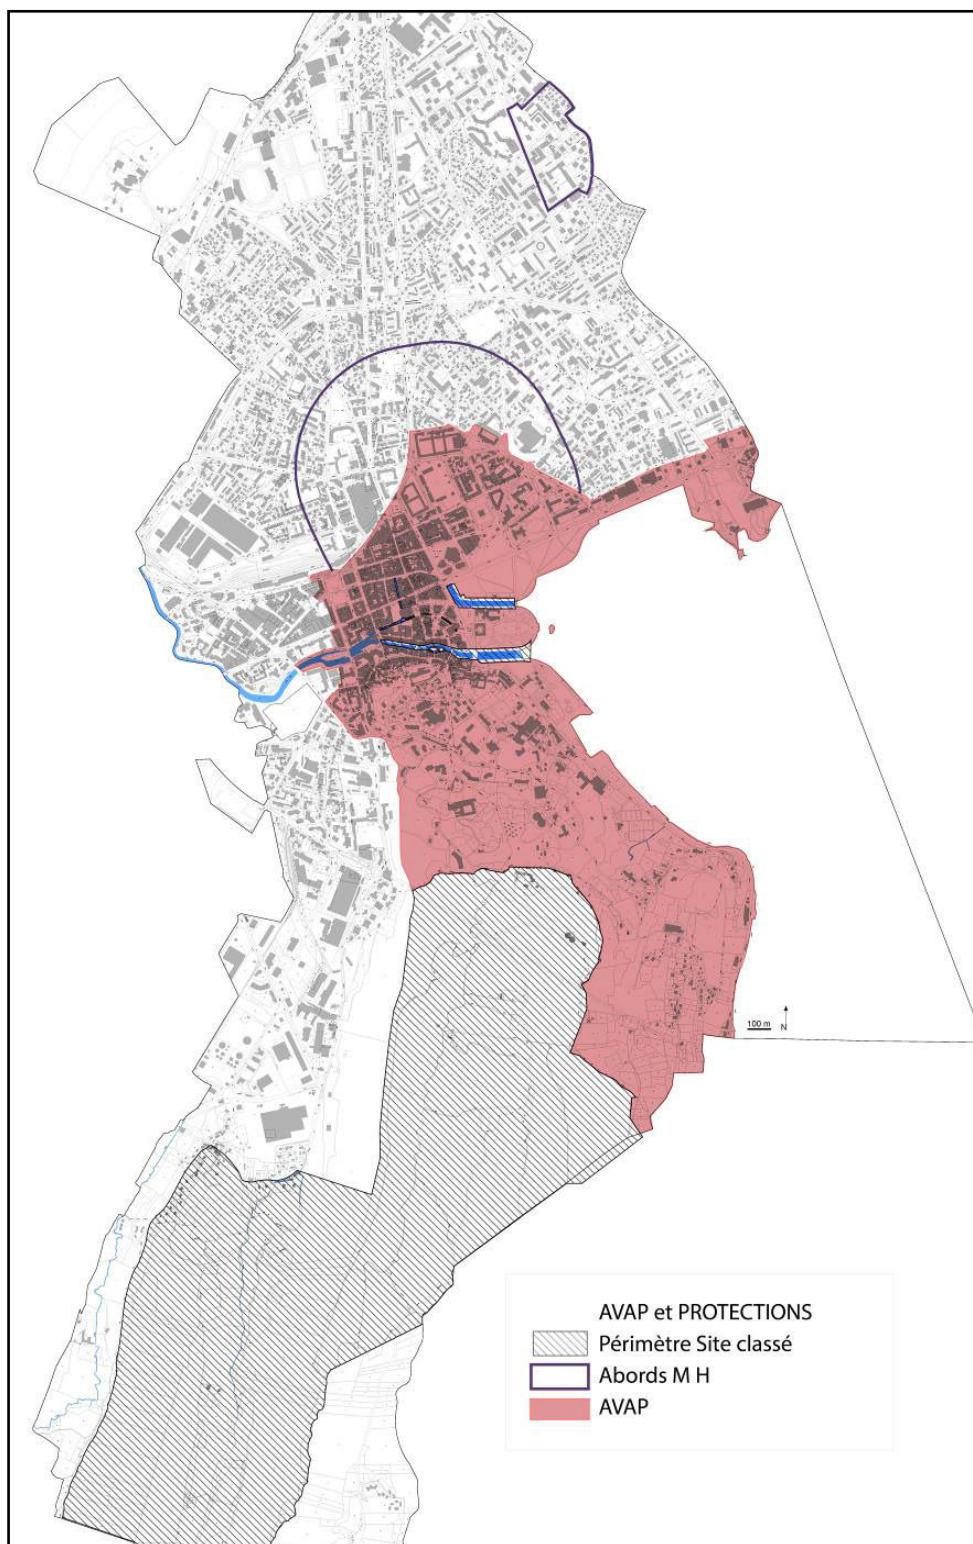 100 m
N
AVAP et PROTECTIONS
Périmètre Site classé
Abords M H
AVAP